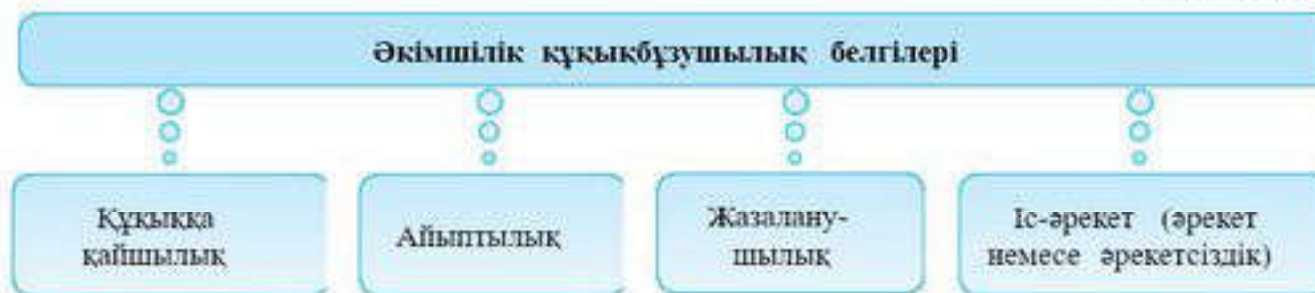 Әкімшілік құқықбұзушылық белгілері
Құқыққа
қайшылық
Айыптылық
Жазалану-
шылық
Іс-әрекет (әрекет
немесе әрекетсіздік)